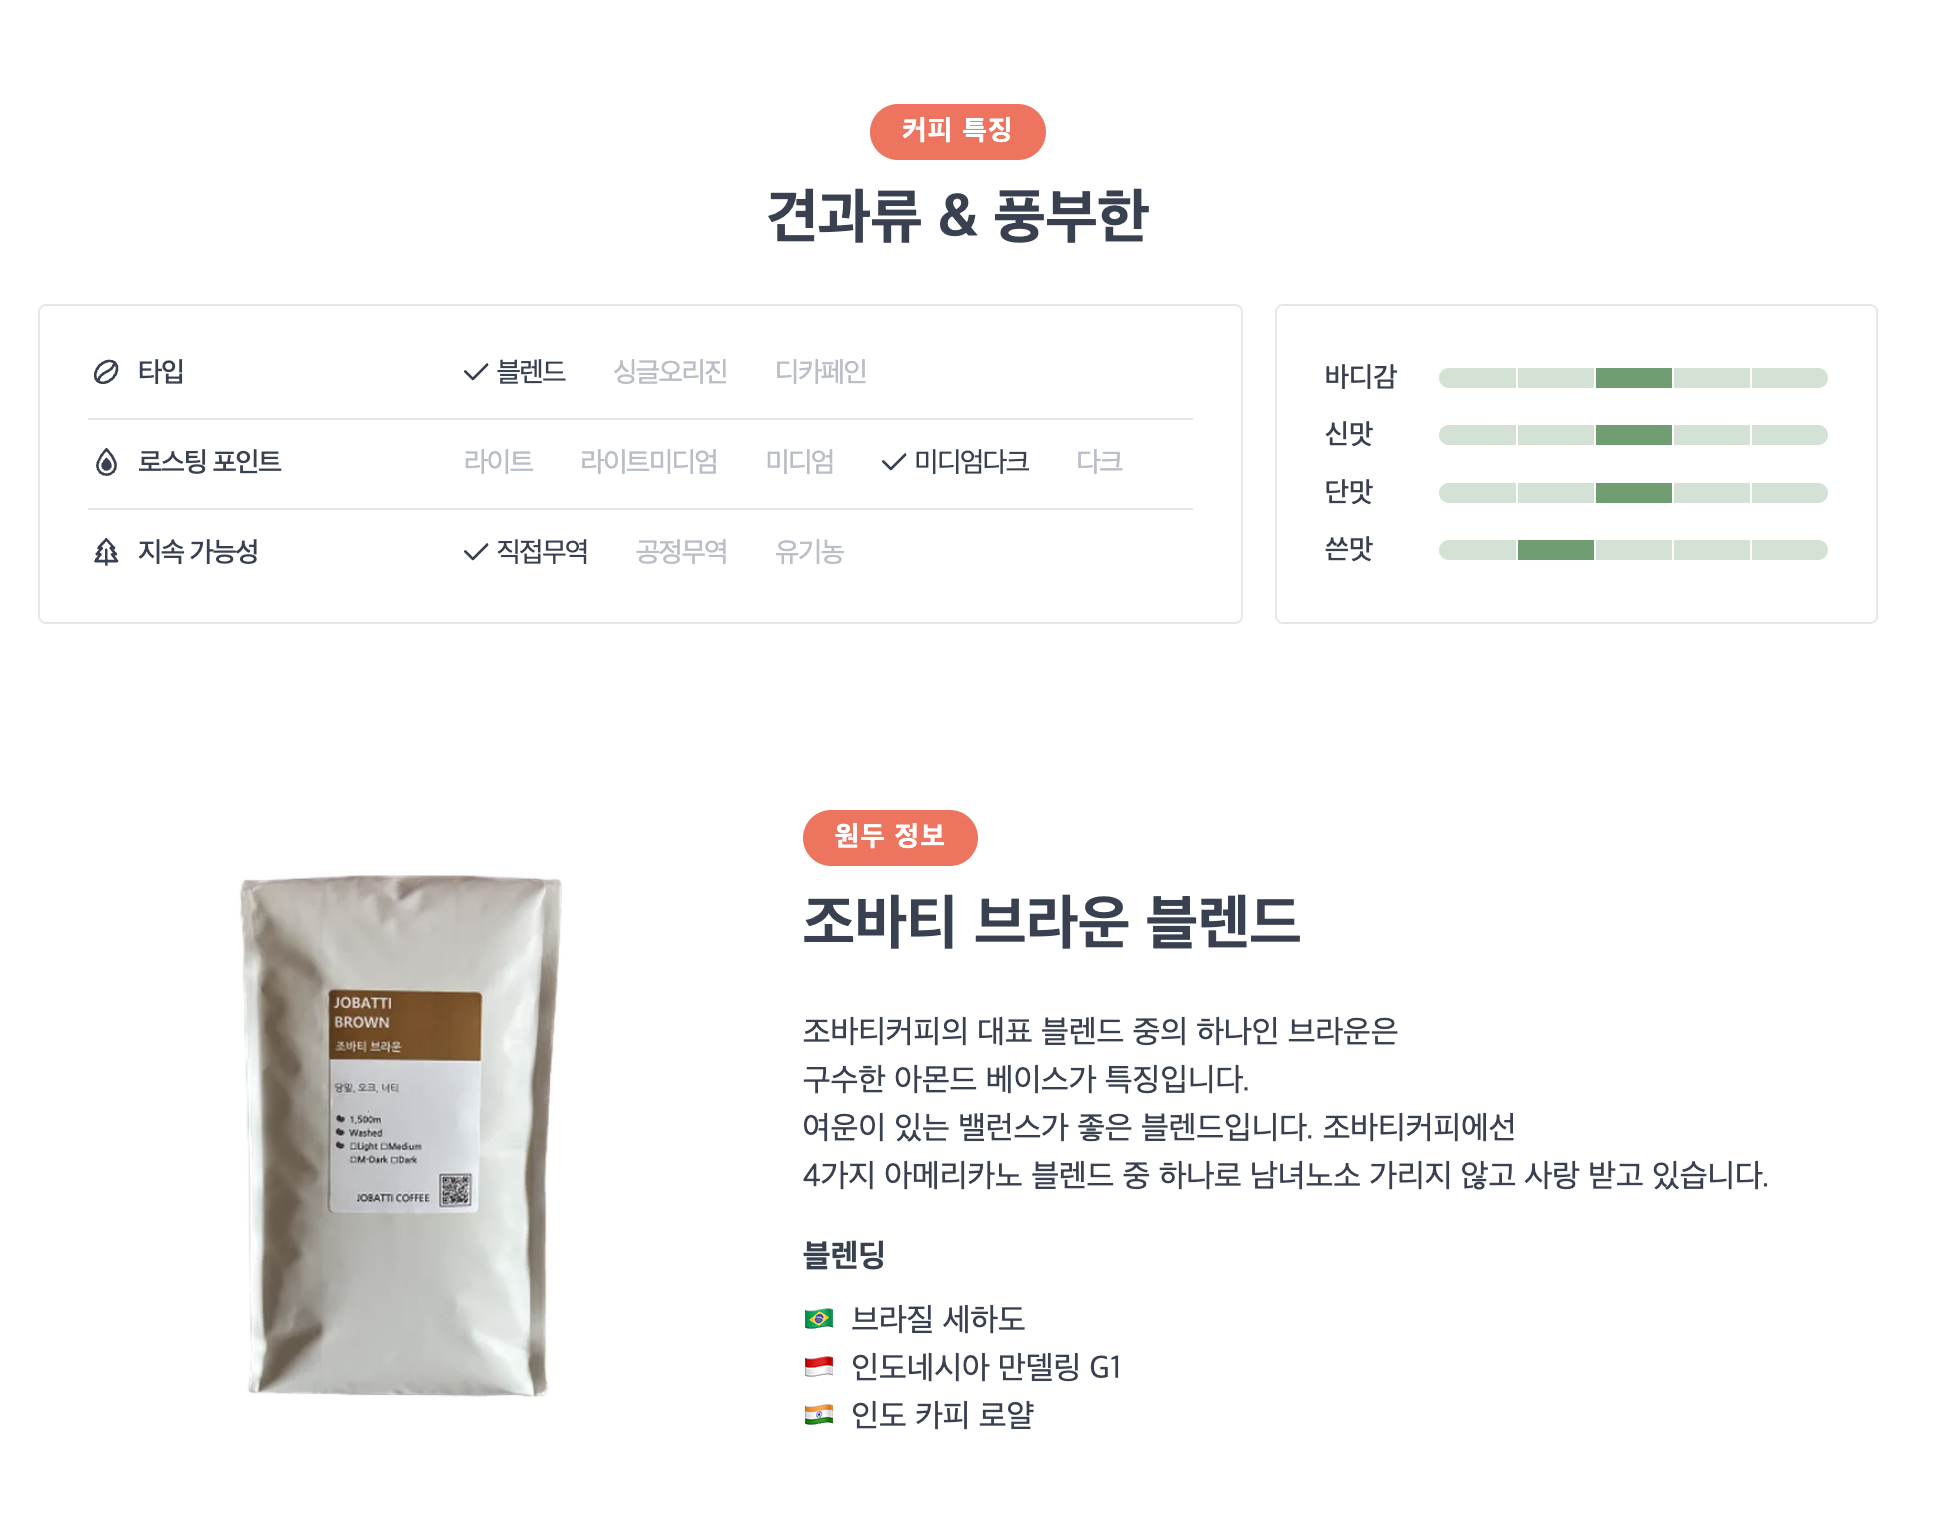 커피 특징
견과류 & 풍부한
타입 블렌드 싱글오리진 디카페인
로스팅 포인트 라이트 라이트미디엄 미디엄 미디엄다크 다크
지속 가능성 직접무역 공정무역 유기농
바디감
신맛
단맛
쓴맛
JOBATTI
BROWN
조바티 브라운
당밀, 오크, 너티
1,500m
Washed
□Light □Medium
□M-Dark □Dark
JOBATTI COFFEE
원두 정보
조바티 브라운 블렌드
조바티커피의 대표 블렌드 중의 하나인 브라운은
구수한 아몬드 베이스가 특징입니다.
여운이 있는 밸런스가 좋은 블렌드입니다. 조바티커피에선
4가지 아메리카노 블렌드 중 하나로 남녀노소 가리지 않고 사랑 받고 있습니다.
블렌딩
브라질 세하도
인도네시아 만델링 G1
인도 카피 로얄